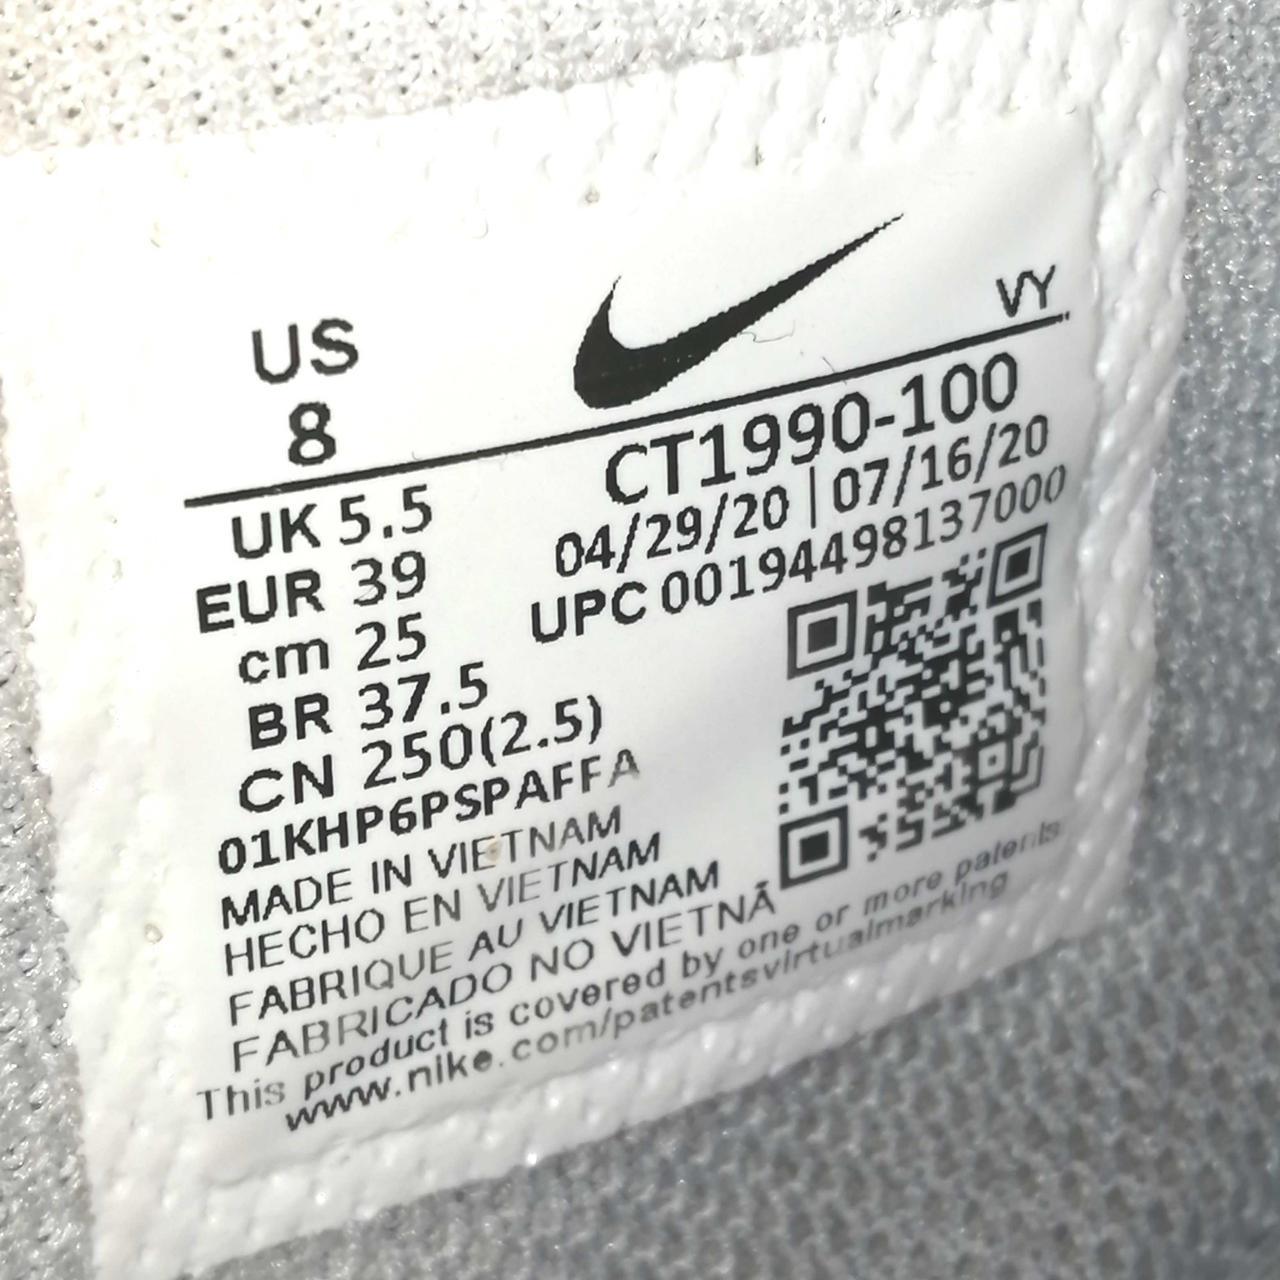 US
8
VY
UK 5.5
EUR 39
cm 25
BR 37.5
CN 250(2.5)
CT1990-100
04/29/20 | 07/16/20
UPC 00194498137000
01KHP6PSPAFFA
MADE IN VIETNAM
HECHO EN VIETNAM
FABRIQUE AU VIETNAM
FABRICADO NO VIETNÃ
This product is covered by one or more patents
www.nike.com/patentsvirtualmarking